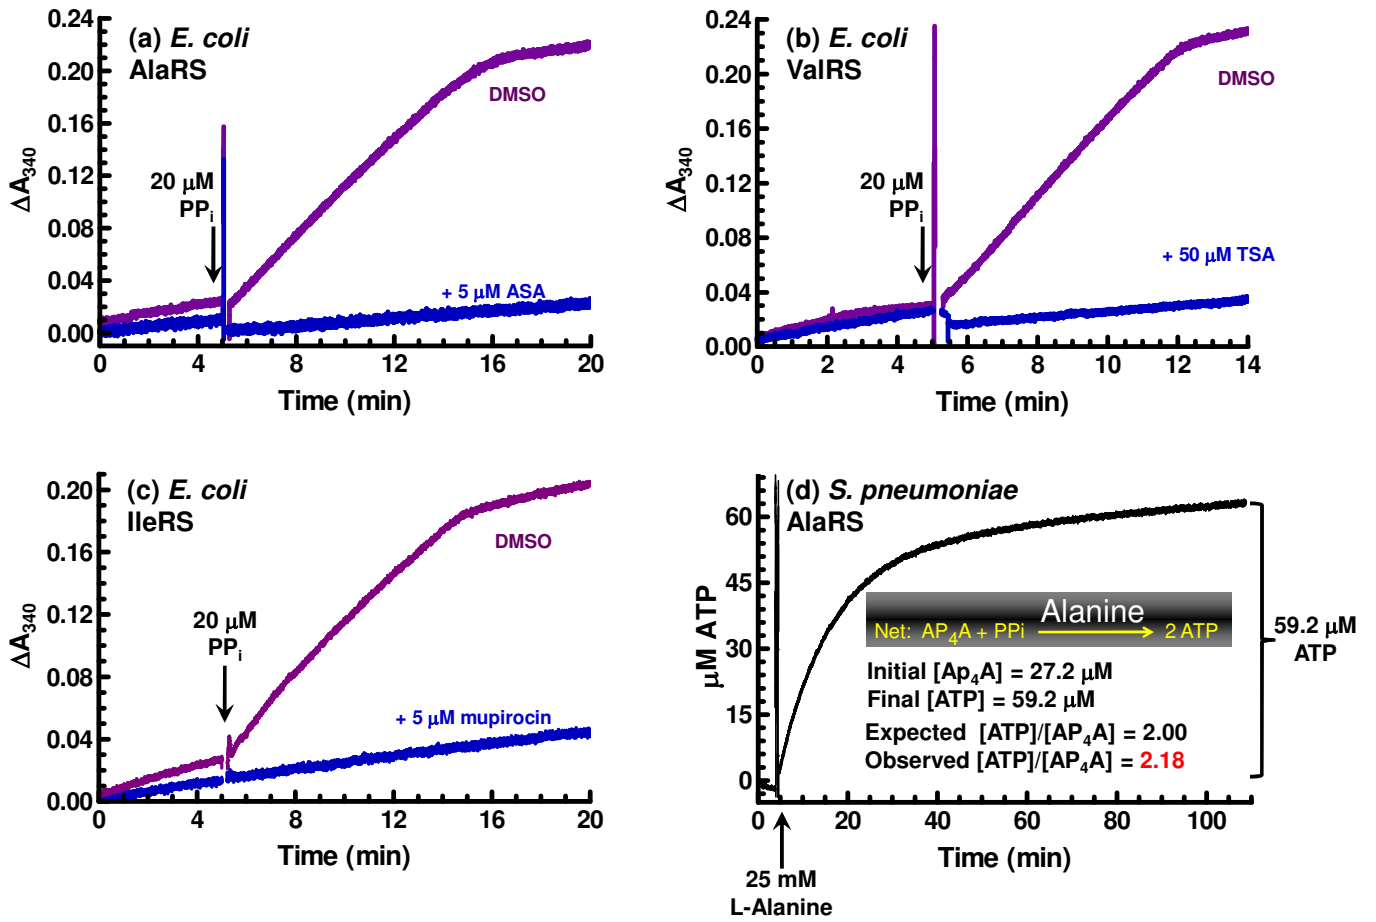 (a) E. coli
AlaRS
DMSO
20 μM
PPi
+ 5 μM ASA
ΔA340
0.24
0.20
0.16
0.12
0.08
0.04
0.00
0 4 8 12 16 20
Time (min)
(b) E. coli
ValRS
DMSO
20 μM
PPi
+ 50 μM TSA
ΔA340
0.24
0.20
0.16
0.12
0.08
0.04
0.00
0 2 4 6 8 10 12 14
Time (min)
(c) E. coli
IleRS
DMSO
20 μM
PPi
+ 5 μM mupirocin
ΔA340
0.20
0.16
0.12
0.08
0.04
0.00
0 4 8 12 16 20
Time (min)
(d) S. pneumoniae
AlaRS
μM ATP
60
45
30
15
0
Alanine
Net: AP4A + PPi 2 ATP
Initial [Ap4A] = 27.2 μM
Final [ATP] = 59.2 μM
Expected [ATP]/[AP4A] = 2.00
Observed [ATP]/[AP4A] = 2.18
59.2 μM
ATP
0 20 40 60 80 100
Time (min)
25 mM
L-Alanine